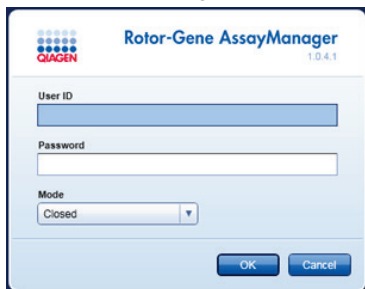 QIAGEN
Rotor-Gene AssayManager
1.0.4.1
User ID
Password
Mode
Closed
OK Cancel